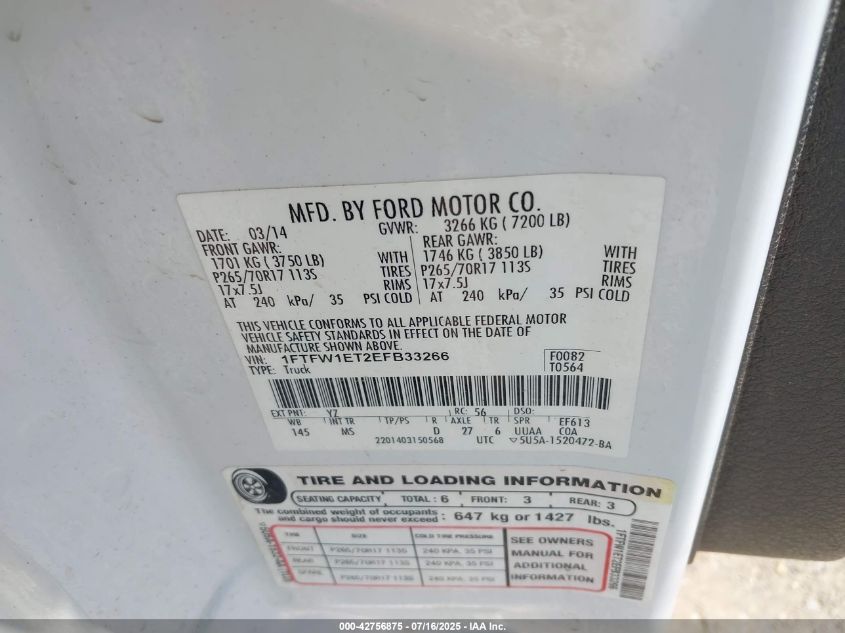 MFD. BY FORD MOTOR CO.
DATE: 03/14 GVWR: 3266 KG ( 7200 LB)
FRONT GAWR: REAR GAWR:
1701 KG ( 3750 LB) WITH 1746 KG ( 3850 LB) WITH
P265/70R17 113S TIRES P265/70R17 113S TIRES
17x7.5J RIMS 17x7.5J RIMS
AT 240 kPa/ 35 PSI COLD AT 240 kPa/ 35 PSI COLD
THIS VEHICLE CONFORMS TO ALL APPLICABLE FEDERAL MOTOR
VEHICLE SAFETY STANDARDS IN EFFECT ON THE DATE OF
MANUFACTURE SHOWN ABOVE.
VIN: 1FTFW1ET2EFB33266 F0082
TYPE: Truck T0564
EXT PNT: YZ RC: 56 DSO:
WB INT TR TP/PS R AXLE TR SPR EF613
145 MS D 27 6 UUAA COA
2201403150568 UTC ▽5U5A-1520472-BA
TIRE AND LOADING INFORMATION
SEATING CAPACITY TOTAL: 6 FRONT: 3 REAR: 3
The combined weight of occupants
and cargo should never exceed: 647 kg or 1427 lbs.
TIRE SIZE COLD TIRE PRESSURE SEE OWNERS
FRONT P265/70R17 113S 240 KPA, 35 PSI MANUAL FOR
REAR P265/70R17 113S 240 KPA, 35 PSI ADDITIONAL
SPARE P265/70R17 113S 240 KPA, 35 PSI INFORMATION
1FTFW1ET2EFB33266
000-42756875 - 07/16/2025 - IAA Inc.